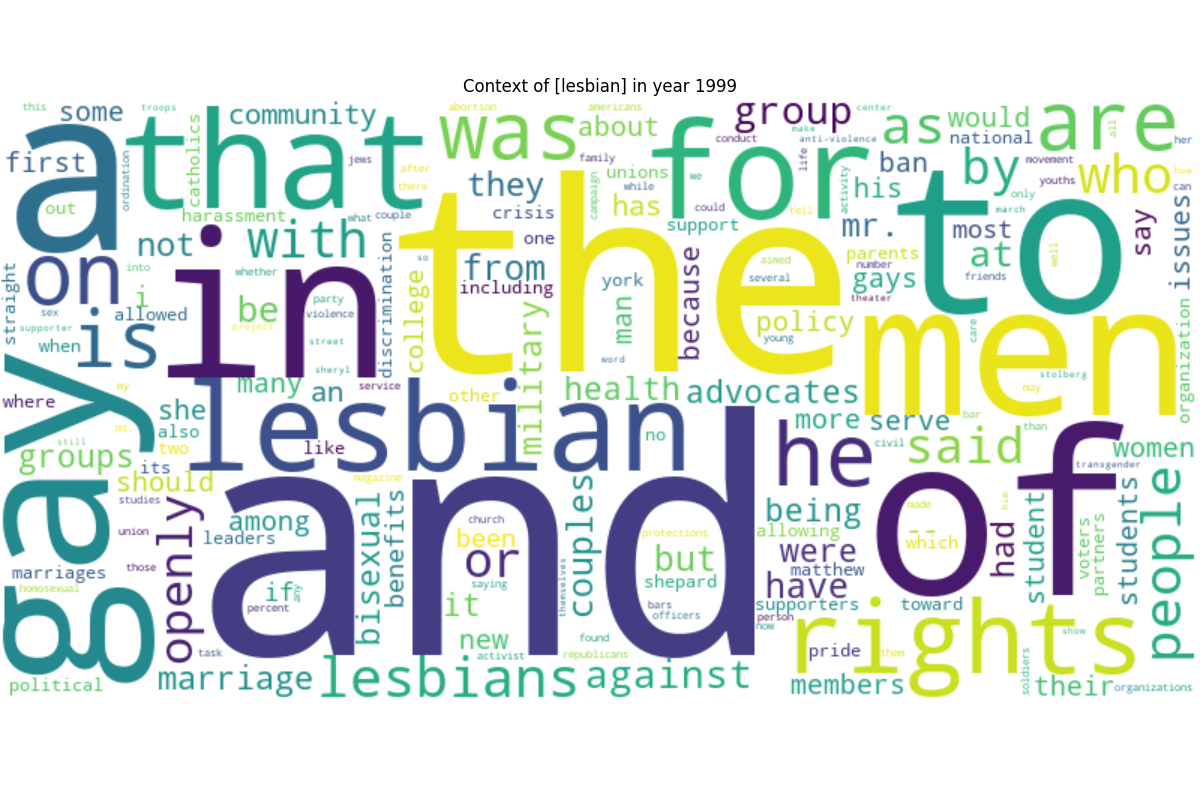 Context of [lesbian] in year 1999
this some troops community abortion americans group center as would are
a that was about for conduct make anti-violence national all her
first ordination catholics jews after there they family while unions campaign we could life activity ban by movement youths who how can
out harassment what couple crisis has support tell his only march to
not with one from including york because mr. most at say issues
on in the aimed several parents number gays theater well friends
straight i into whether be discrimination so college military man policy young men care organization
sex supporter when is allowed project party violence street sheryl word stolberg
where my many an service other health advocates may
gay ms. she like lesbian no more serve bar than
still groups also two its he civil said women transgender
should studies magazine and of people
marriages union those openly among leaders bisexual benefits church been or saying couples themselves protections but shepard being allowing were matthew have made -- which had him student voters partners students
homosexual if any percent it bars officers supporters person now toward
task new activist found republicans rights pride them show
political marriage lesbians against members soldiers their organizations